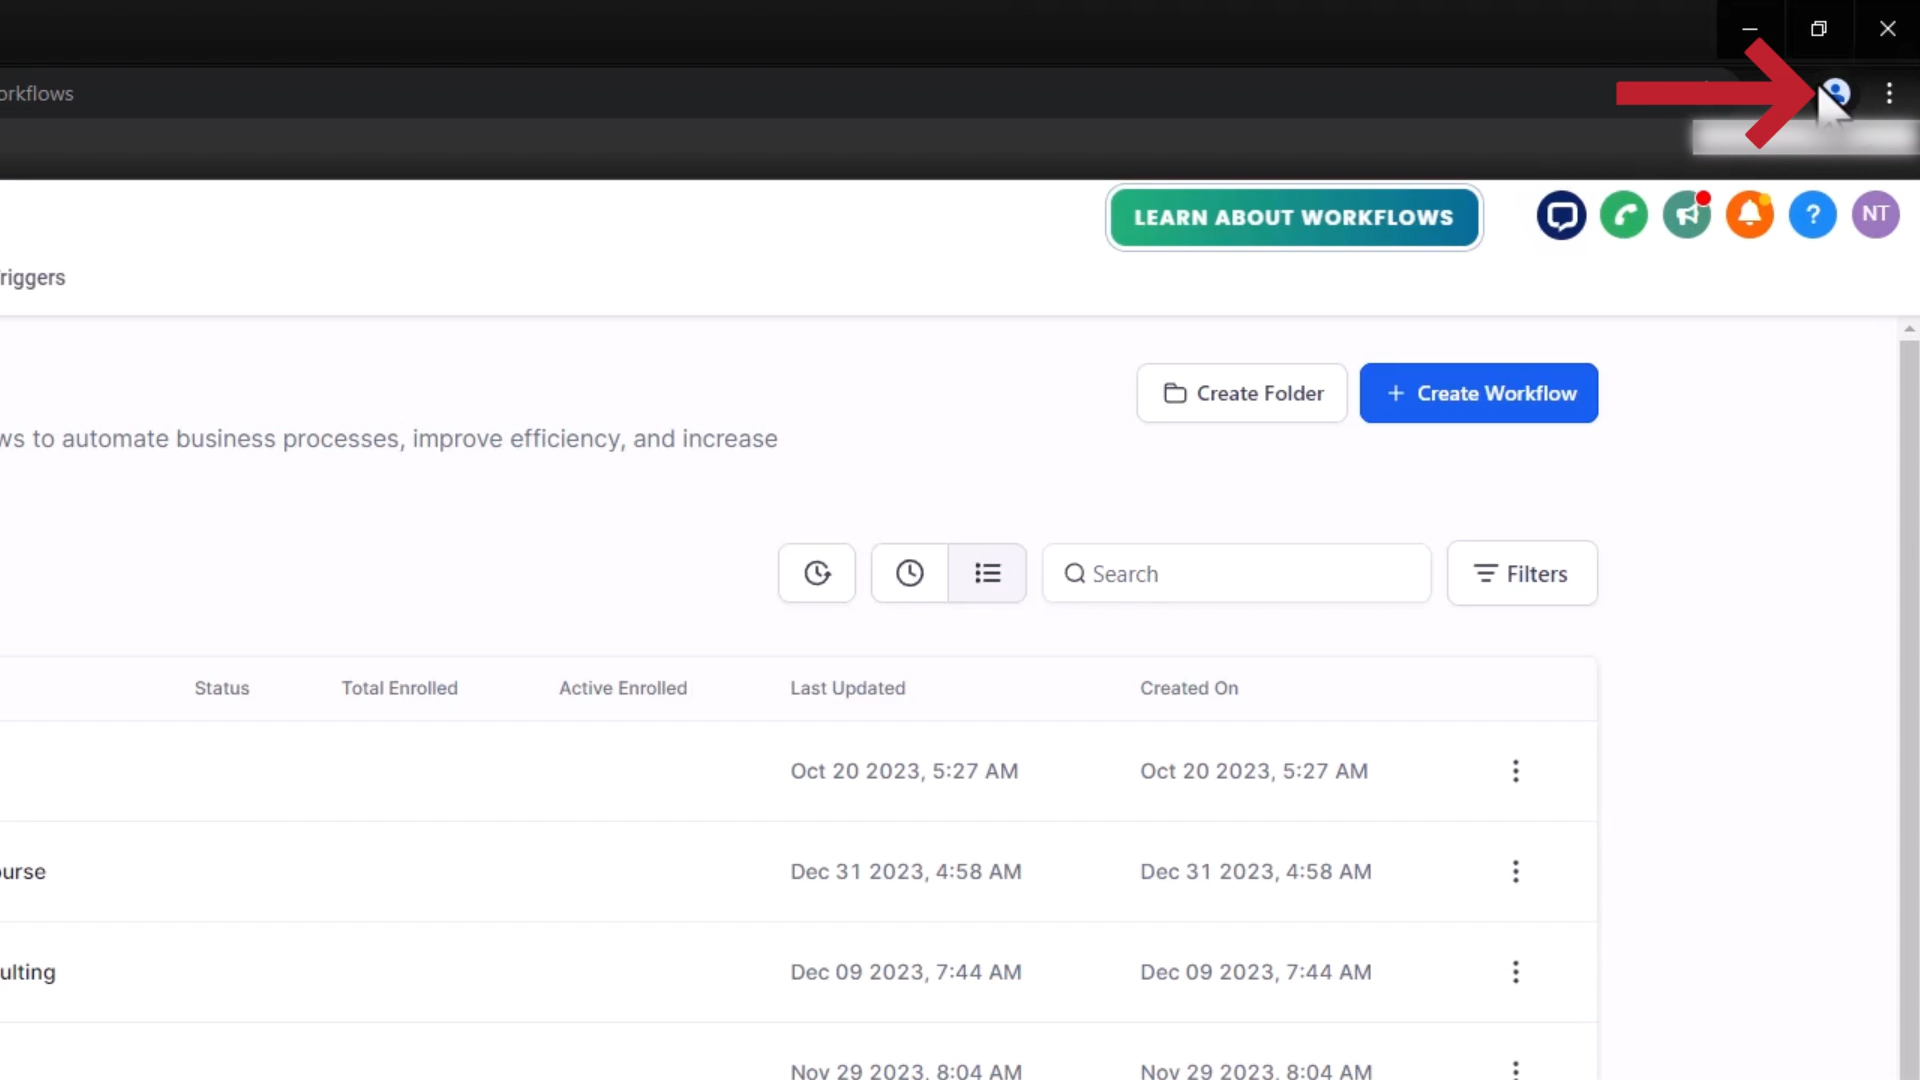 orkflows
LEARN ABOUT WORKFLOWS
?
NT
riggers
Create Folder
+ Create Workflow
ws to automate business processes, improve efficiency, and increase
Search
Filters
Status Total Enrolled Active Enrolled Last Updated Created On
Oct 20 2023, 5:27 AM Oct 20 2023, 5:27 AM
ourse Dec 31 2023, 4:58 AM Dec 31 2023, 4:58 AM
ulting Dec 09 2023, 7:44 AM Dec 09 2023, 7:44 AM
Nov 29 2023, 8:04 AM Nov 29 2023, 8:04 AM